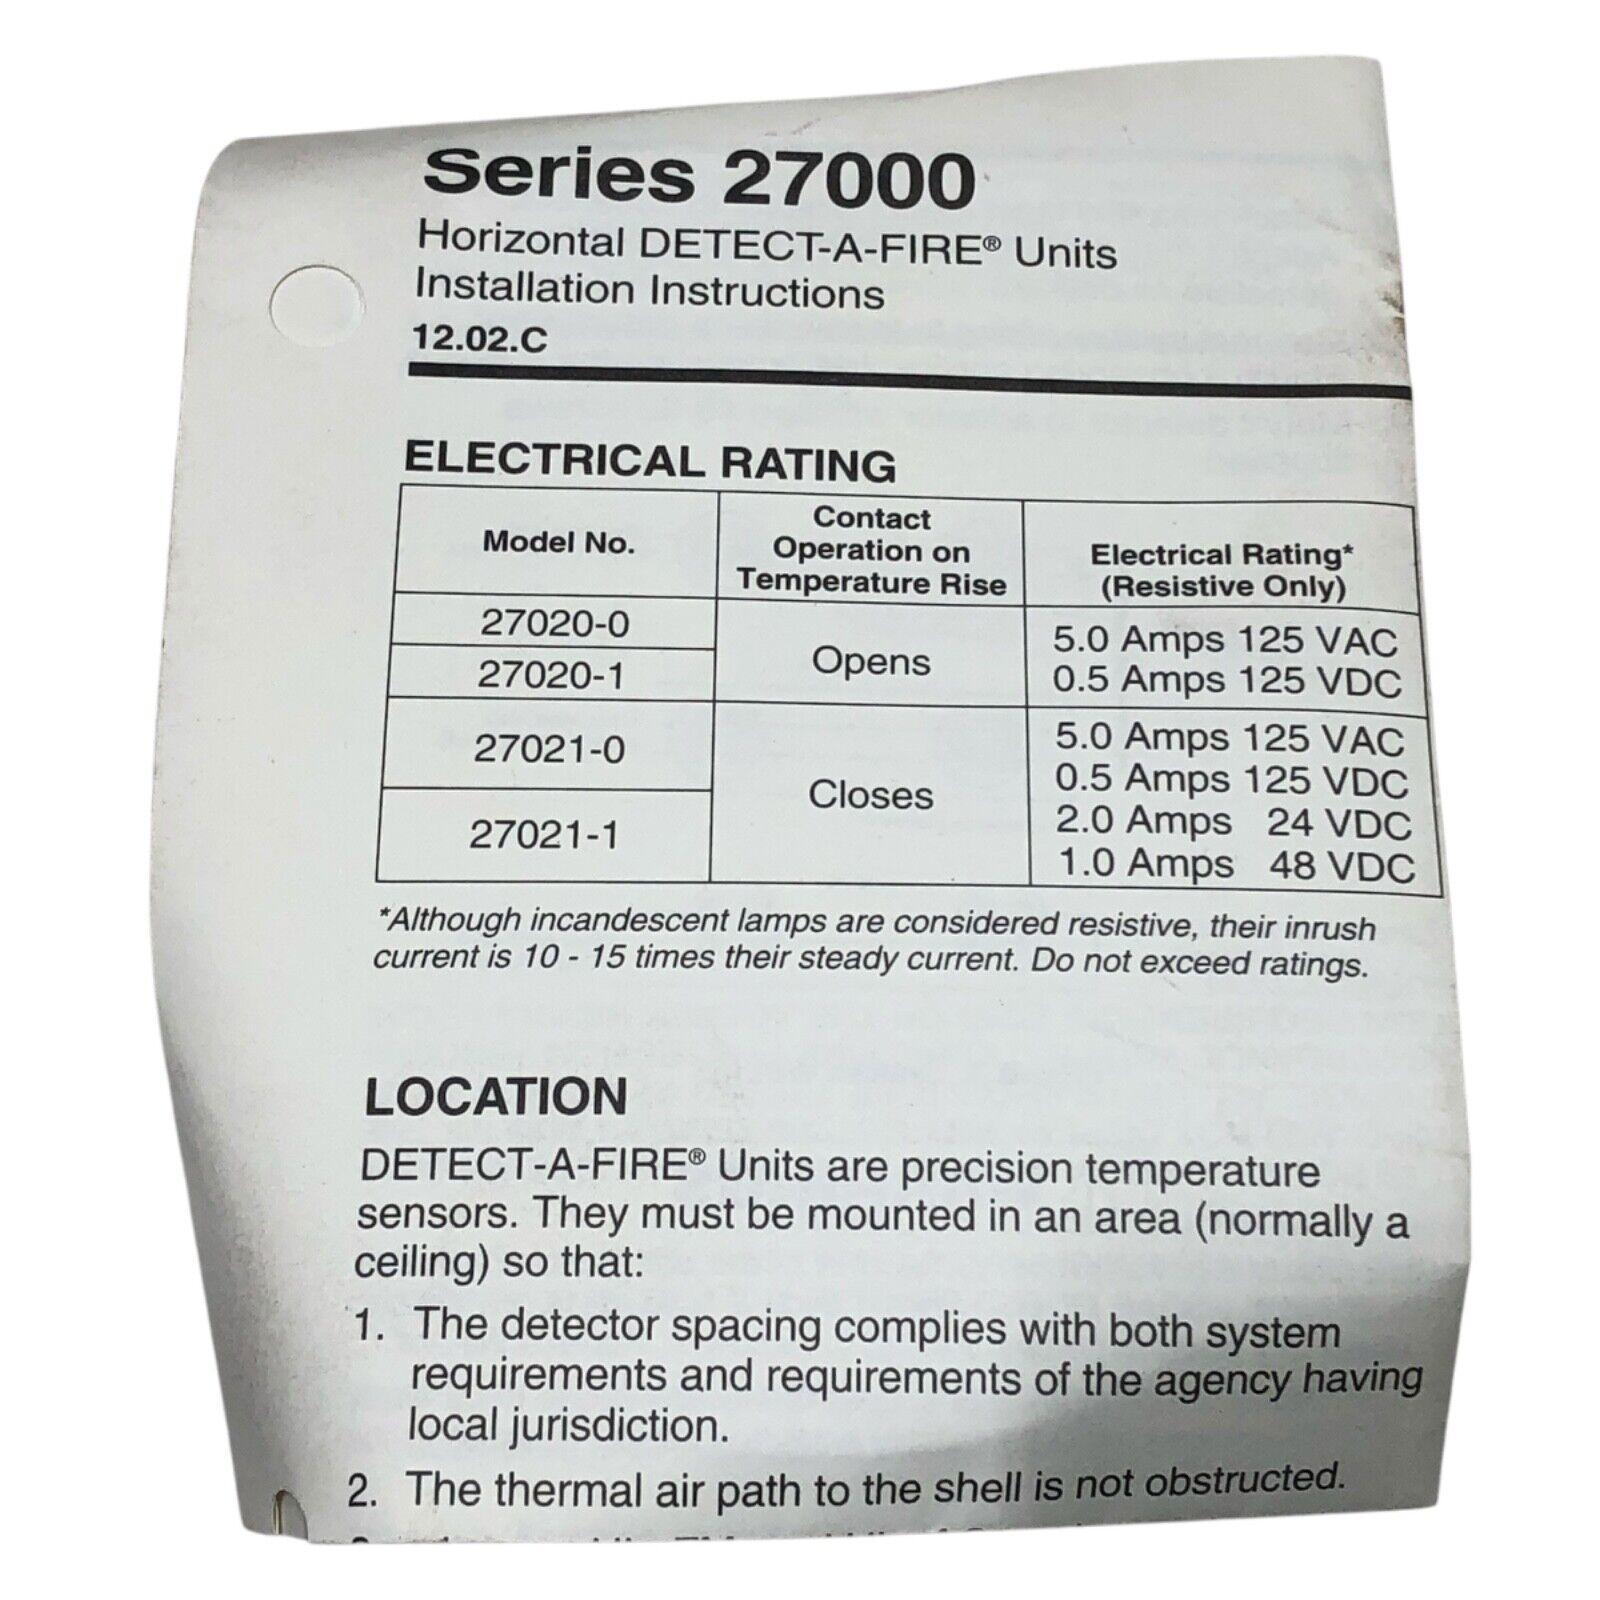 Series 27000
Horizontal DETECT-A-FIRE® Units
Installation Instructions
12.02.C
ELECTRICAL RATING
Model No.
Contact
Operation on
Temperature Rise
Electrical Rating*
(Resistive Only)
27020-0
27020-1
Opens
5.0 Amps 125 VAC
0.5 Amps 125 VDC
27021-0
27021-1
Closes
5.0 Amps 125 VAC
0.5 Amps 125 VDC
2.0 Amps 24 VDC
1.0 Amps 48 VDC
*Although incandescent lamps are considered resistive, their inrush
current is 10 - 15 times their steady current. Do not exceed ratings.
LOCATION
DETECT-A-FIRE® Units are precision temperature
sensors. They must be mounted in an area (normally a
ceiling) so that:
1. The detector spacing complies with both system
requirements and requirements of the agency having
local jurisdiction.
2. The thermal air path to the shell is not obstructed.